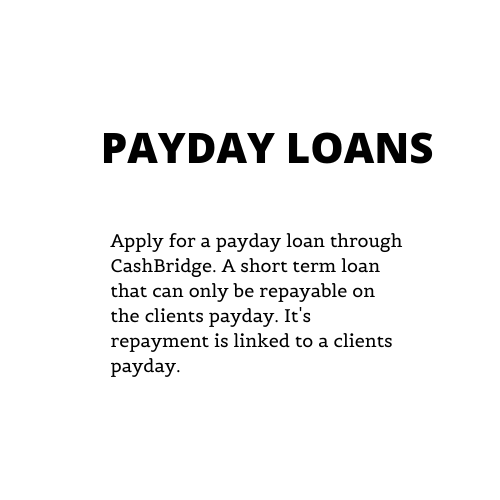 PAYDAY LOANS
Apply for a payday loan through
CashBridge. A short term loan
that can only be repayable on
the clients payday. It's
repayment is linked to a clients
payday.